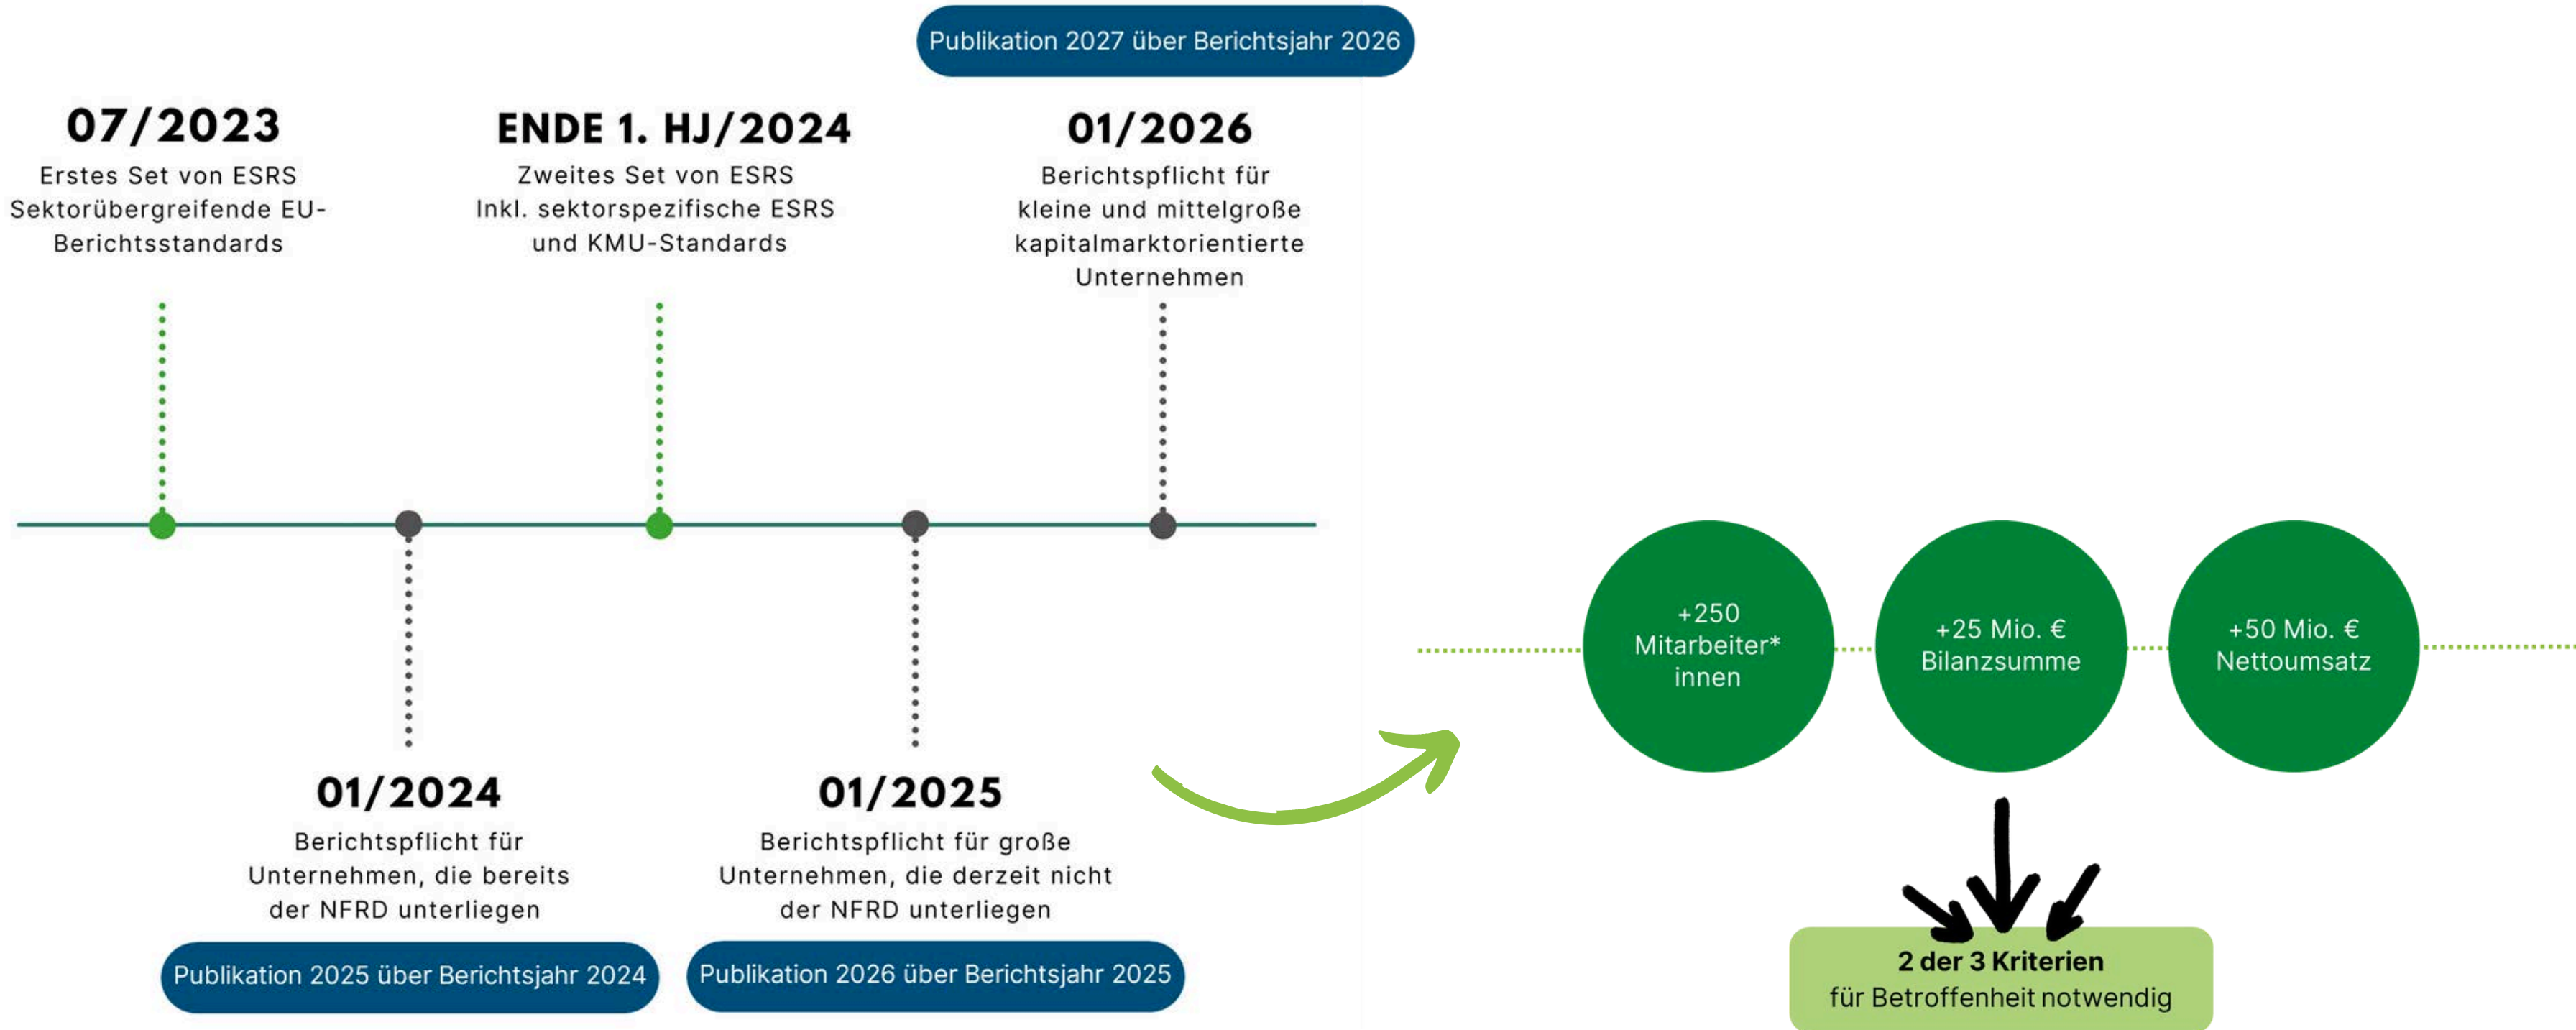 Publikation 2027 über Berichtsjahr 2026
07/2023
Erstes Set von ESRS
Sektorübergreifende EU-
Berichtsstandards
ENDE 1. HJ/2024
Zweites Set von ESRS
Inkl. sektorspezifische ESRS
und KMU-Standards
01/2026
Berichtspflicht für
kleine und mittelgroße
kapitalmarktorientierte
Unternehmen
01/2024
Berichtspflicht für
Unternehmen, die bereits
der NFRD unterliegen
Publikation 2025 über Berichtsjahr 2024
01/2025
Berichtspflicht für große
Unternehmen, die derzeit nicht
der NFRD unterliegen
Publikation 2026 über Berichtsjahr 2025
+250
Mitarbeiter*
innen
+25 Mio. €
Bilanzsumme
+50 Mio. €
Nettoumsatz
2 der 3 Kriterien
für Betroffenheit notwendig